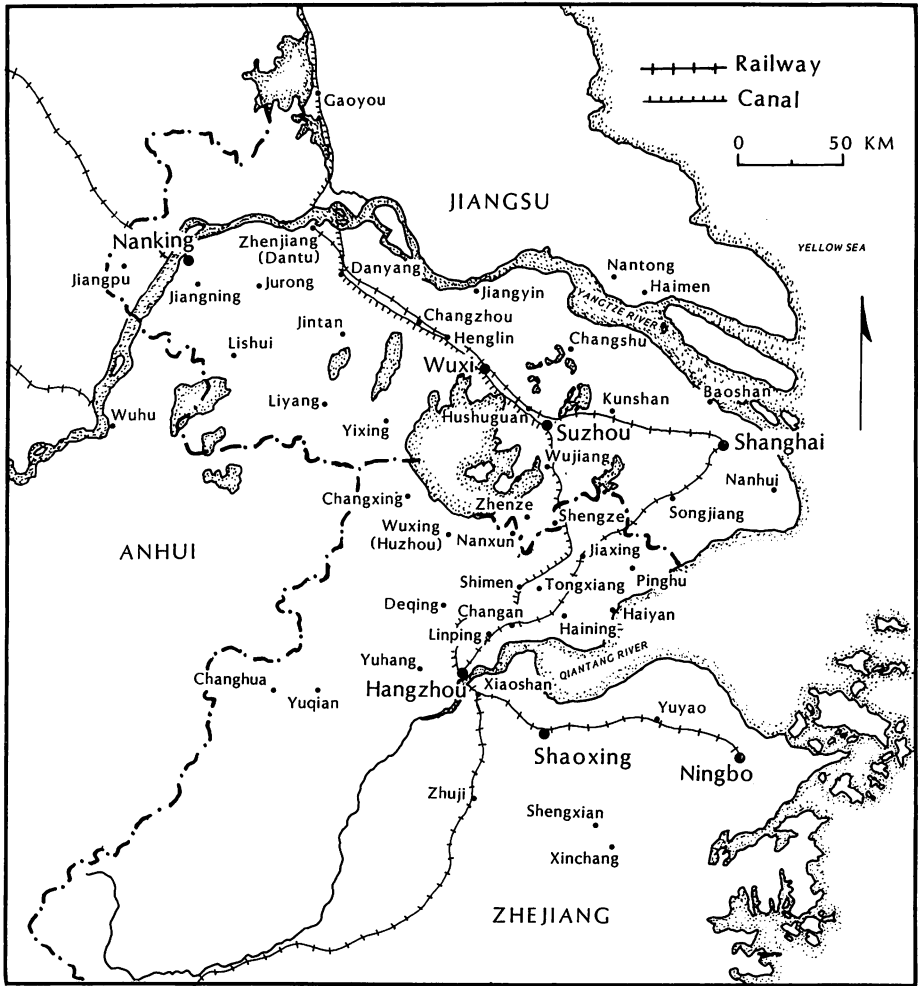 Railway
Canal
0 50 KM
Gaoyou
JIANGSU
YELLOW SEA
Nanking
Zhenjiang
(Dantu)
Danyang
Nantong
Haimen
Jiangpu
Jiangning
Jurong
Jiangyin
YANGTZE RIVER
Changzhou
Jintan
Henglin
Changshu
Lishui
Wuxi
Baoshan
Kunshan
Liyang
Wuhu
Hushuguan
Suzhou
Yixing
Shanghai
Wujiang
Nanhui
Changxing
Zhenze
Shengze
Songjiang
Wuxing
(Huzhou)
Nanxun
ANHUI
Jiaxing
Pinghu
Shimen
Tongxiang
Deqing
Changan
Haiyan
Linping
Haining
QIANTANG RIVER
Yuhang
Changhua
Hangzhou
Xiaoshan
Yuqian
Yuyao
Shaoxing
Ningbo
Zhuji
Shengxian
Xinchang
ZHEJIANG